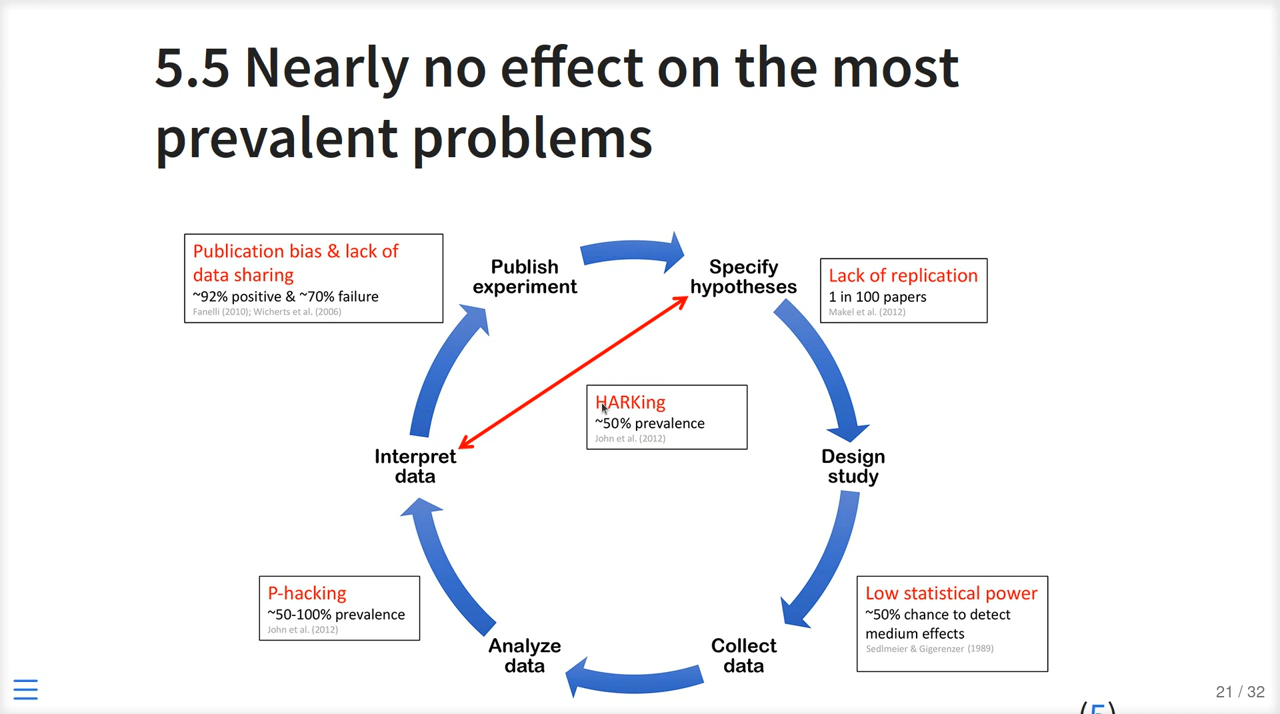 5.5 Nearly no effect on the most
prevalent problems
Publication bias & lack of
data sharing
~92% positive & ~70% failure
Fanelli (2010); Wicherts et al. (2006)
Publish
experiment
Specify
hypotheses
Lack of replication
1 in 100 papers
Makel et al. (2012)
HARKing
~50% prevalence
John et al. (2012)
Interpret
data
Design
study
P-hacking
~50-100% prevalence
John et al. (2012)
Analyze
data
Collect
data
Low statistical power
~50% chance to detect
medium effects
Sedlmeier & Gigerenzer (1989)
21 / 32